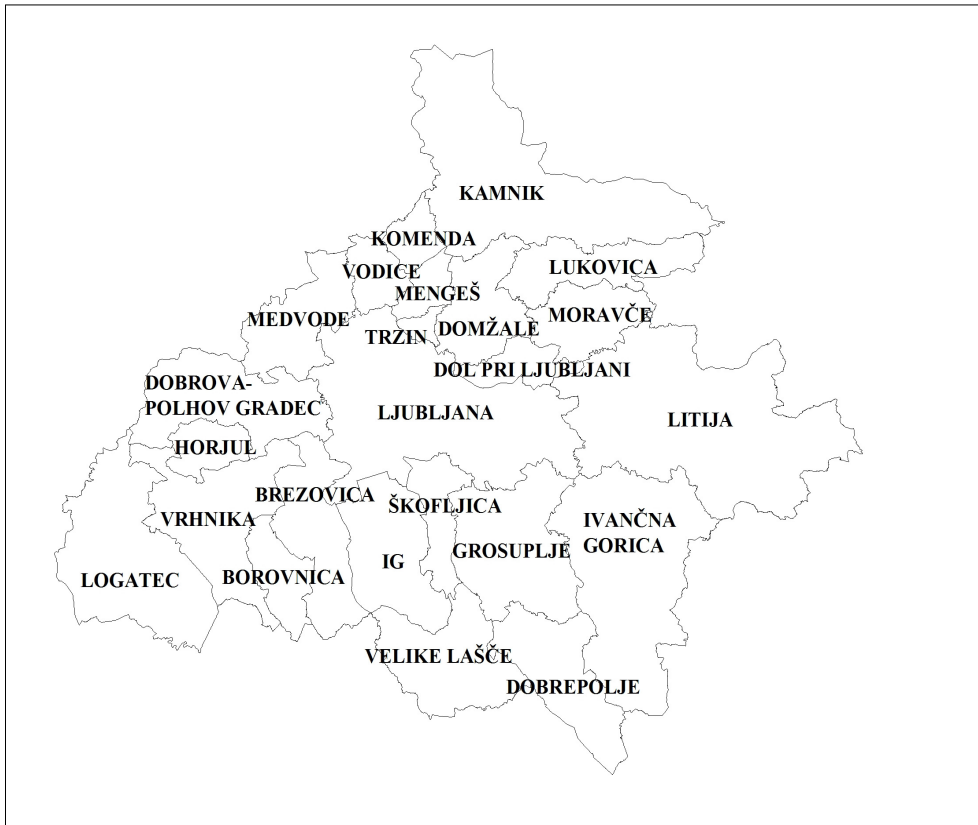 KAMNIK
KOMENDA
VODICE
LUKOVICA
MENGEŠ
MEDVODE
MORAVČE
TRZIN
DOMŽALE
DOL PRI LJUBLJANI
DOBROVA-
POLHOV GRADEC
LJUBLJANA
LITIJA
HORJUL
BREZOVICA
ŠKOFLJICA
VRHNIKA
IVANČNA
GORICA
GROSUPLJE
IG
LOGATEC
BOROVNICA
VELIKE LAŠČE
DOBREPOLJE